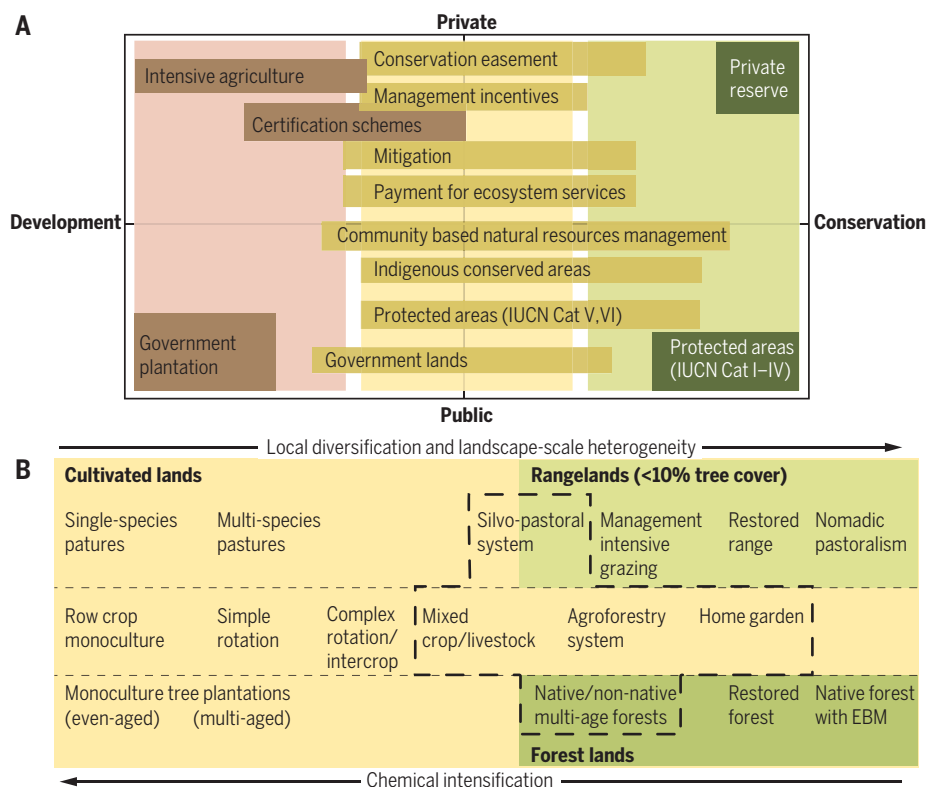 A
Private
Conservation easement
Intensive agriculture
Private
reserve
Management incentives
Certification schemes
Mitigation
Payment for ecosystem services
Development
Conservation
Community based natural resources management
Indigenous conserved areas
Protected areas (IUCN Cat V,VI)
Government
plantation
Government lands
Protected areas
(IUCN Cat I–IV)
Public
Local diversification and landscape-scale heterogeneity
B
Cultivated lands
Rangelands (<10% tree cover)
Single-species
patures
Multi-species
pastures
Silvo-pastoral
system
Management
intensive
grazing
Restored
range
Nomadic
pastoralism
Row crop
monoculture
Simple
rotation
Complex
rotation/
intercrop
Mixed
crop/livestock
Agroforestry
system
Home garden
Monoculture tree plantations
(even-aged) (multi-aged)
Native/non-native
multi-age forests
Restored
forest
Native forest
with EBM
Forest lands
Chemical intensification